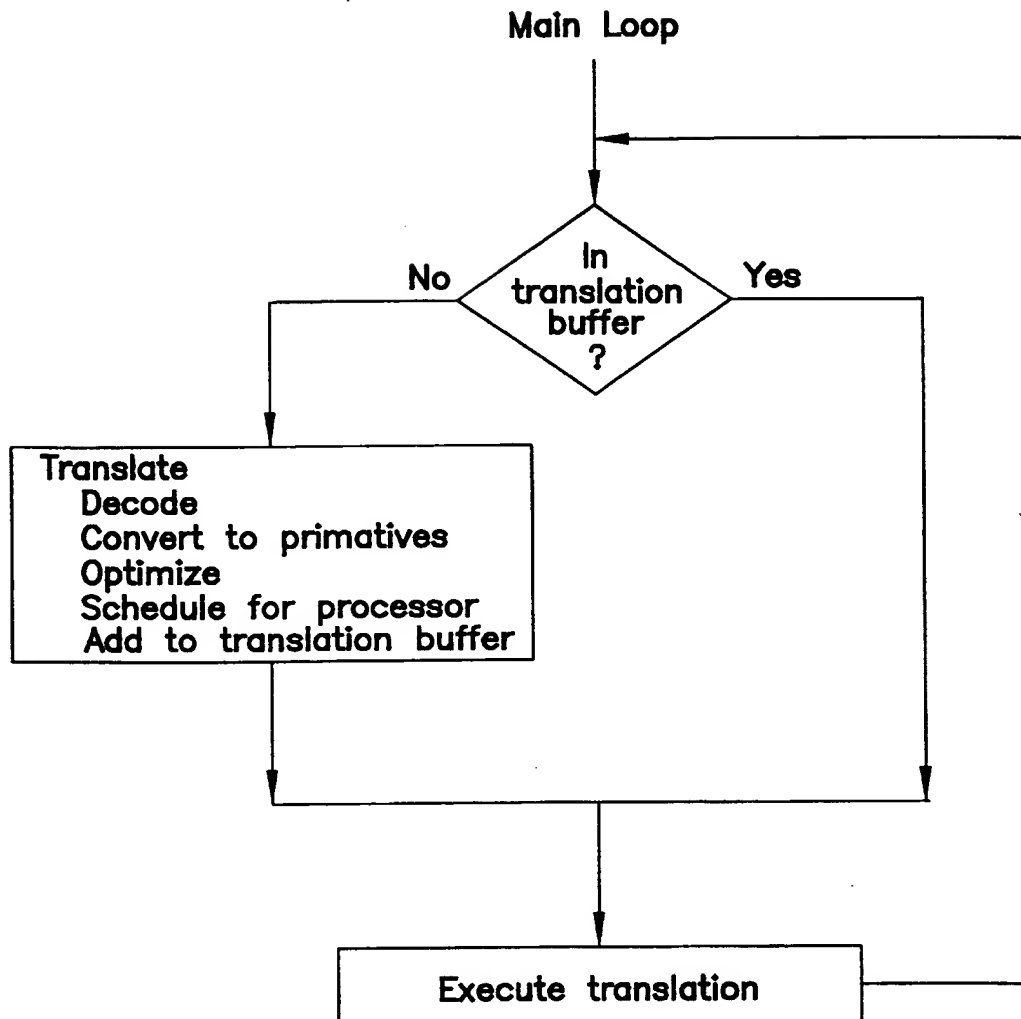 Main Loop
In
translation
buffer
?
No
Yes
Translate
Decode
Convert to primatives
Optimize
Schedule for processor
Add to translation buffer
Execute translation